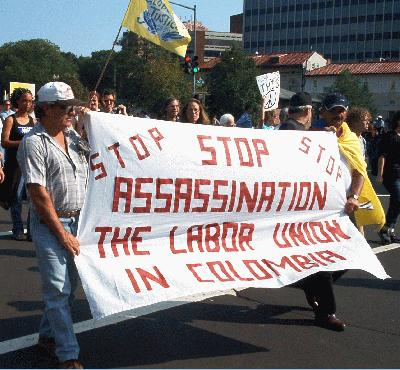 STOP STOP STOP
ASSASSINATION
THE LABOR UNION
IN COLOMBIA